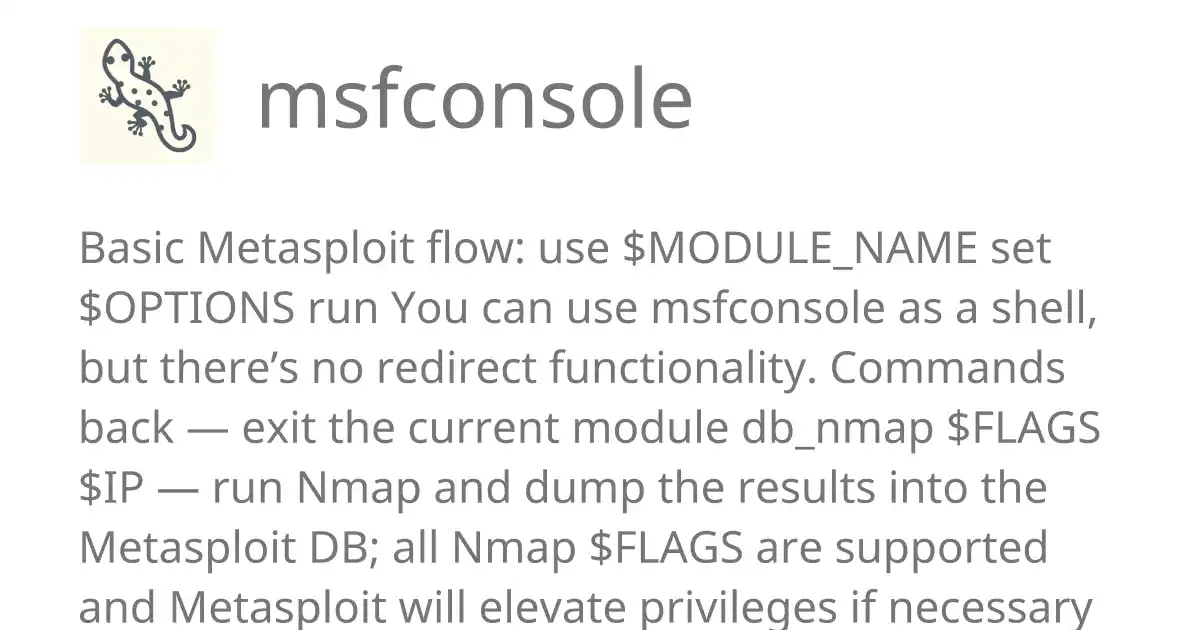 msfconsole
Basic Metasploit flow: use $MODULE_NAME set
$OPTIONS run You can use msfconsole as a shell,
but there’s no redirect functionality. Commands
back — exit the current module db_nmap $FLAGS
$IP — run Nmap and dump the results into the
Metasploit DB; all Nmap $FLAGS are supported
and Metasploit will elevate privileges if necessary